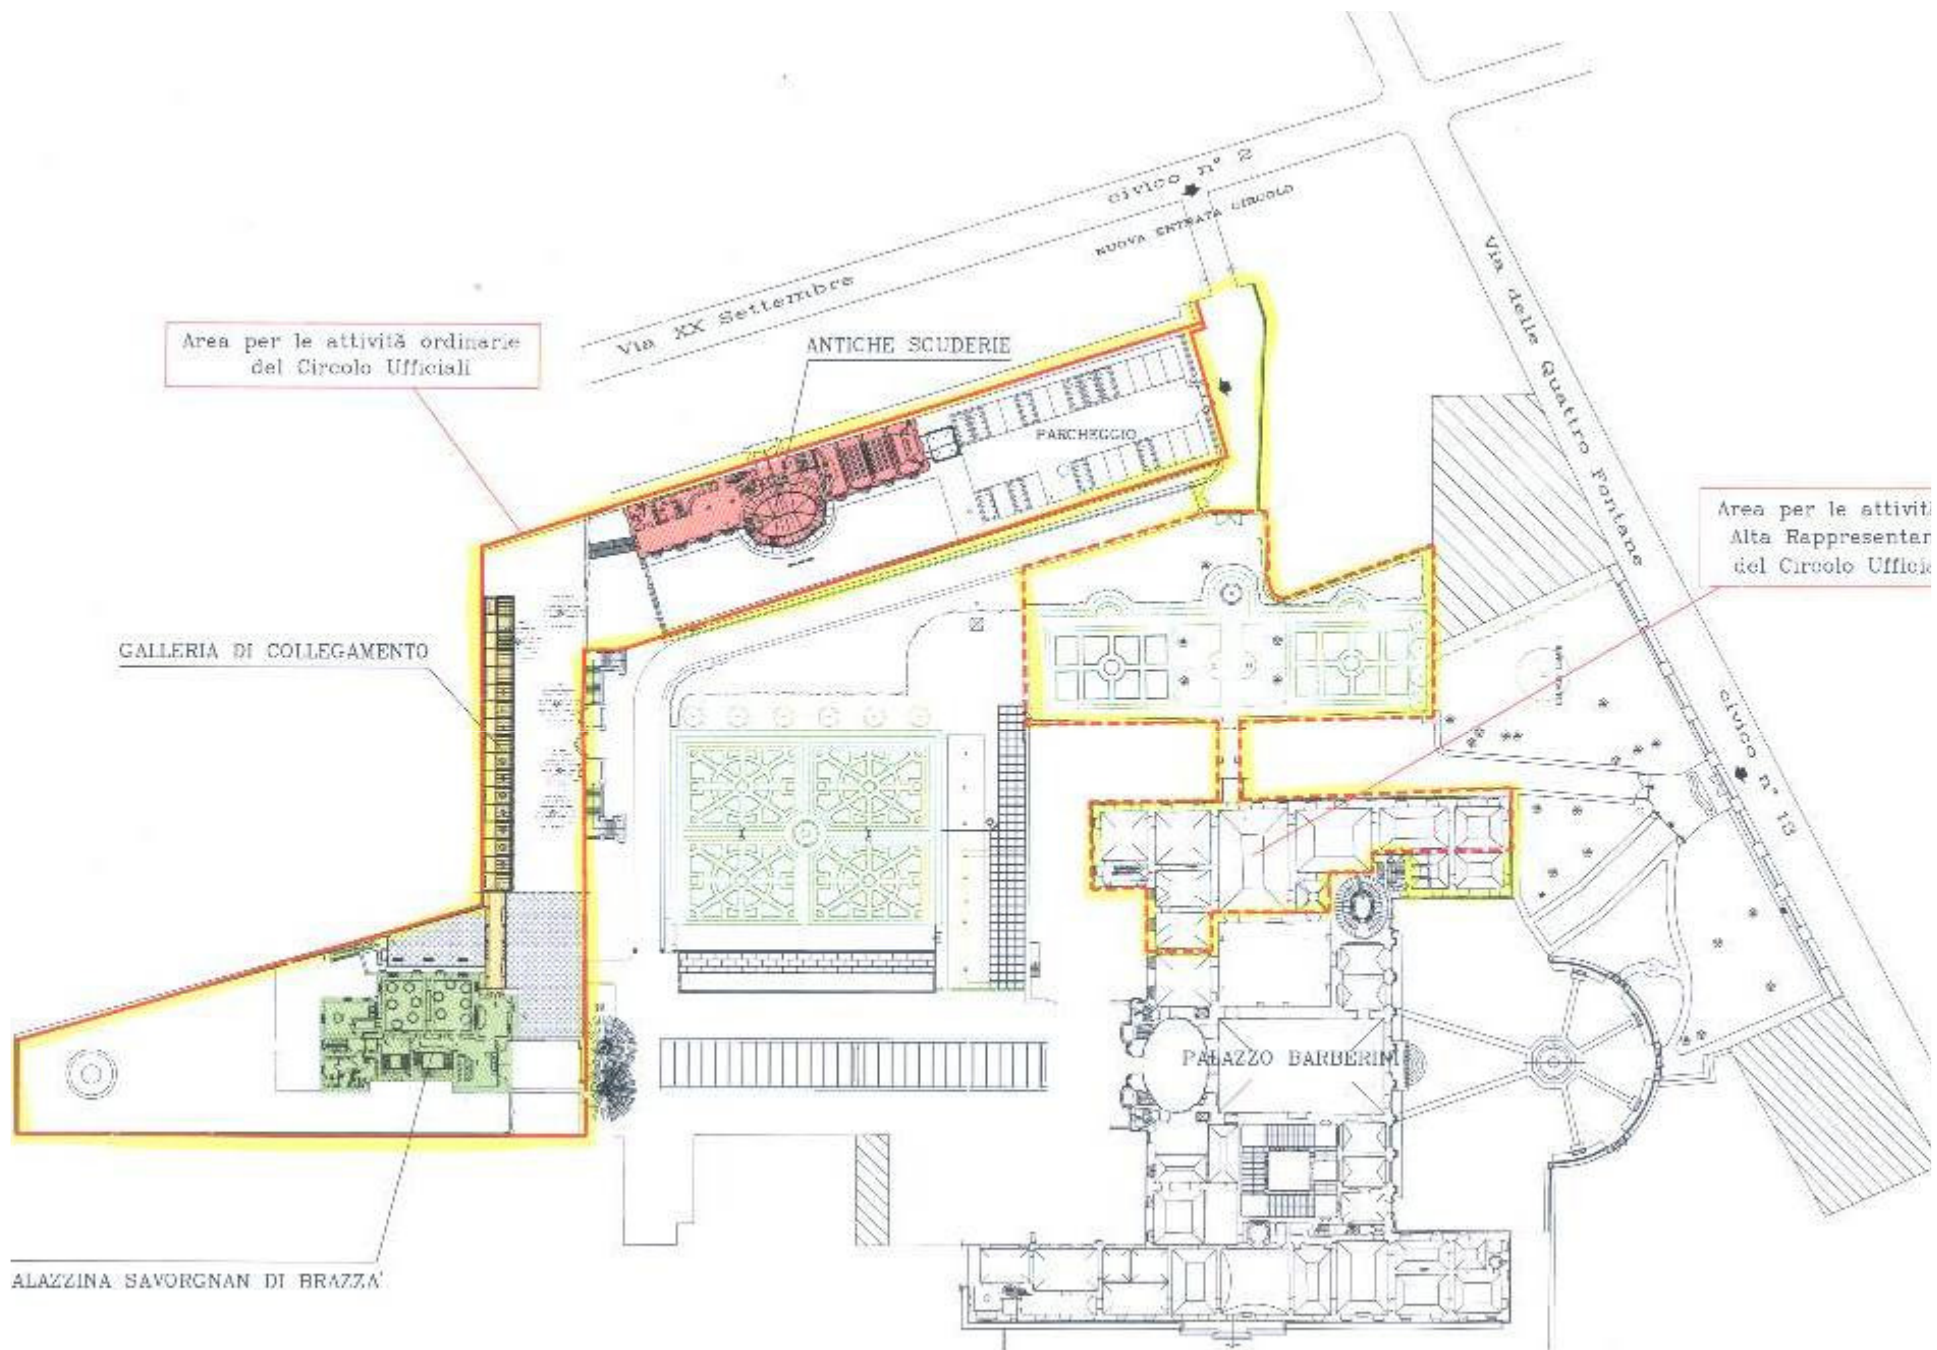 civico n° 2
NUOVA ENTRATA CIRCOLO
Via XX Settembre
Area per le attività ordinarie
del Circolo Ufficiali
ANTICHE SCUDERIE
PARCHEGGIO
Via delle Quattro Fontane
Area per le attivit
Alta Rappresentan
del Circolo Uffici
GALLERIA DI COLLEGAMENTO
civico n° 13
PALAZZO BARBERINI
ALAZZINA SAVORGNAN DI BRAZZA'